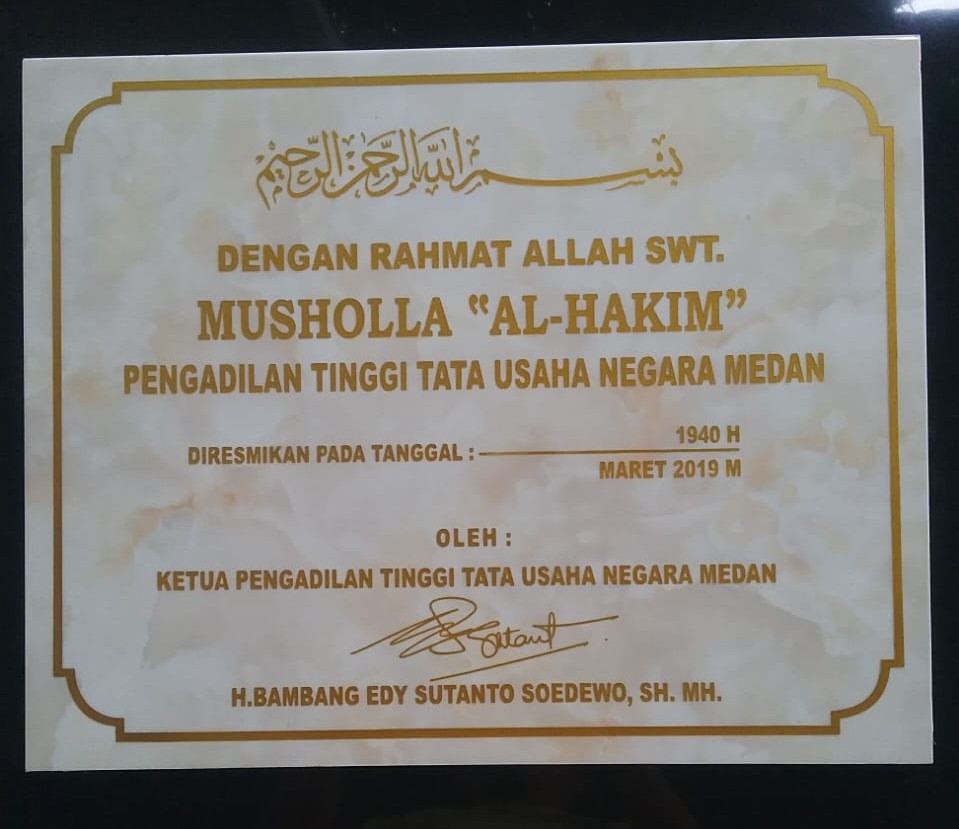 بسم الله الرحمن الرحيم
DENGAN RAHMAT ALLAH SWT.
MUSHOLLA “AL-HAKIM”
PENGADILAN TINGGI TATA USAHA NEGARA MEDAN
1940 H
DIRESMIKAN PADA TANGGAL :
MARET 2019 M
OLEH :
KETUA PENGADILAN TINGGI TATA USAHA NEGARA MEDAN
H.BAMBANG EDY SUTANTO SOEDEWO, SH. MH.